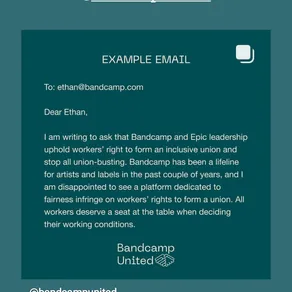 EXAMPLE EMAIL
To: ethan@bandcamp.com
Dear Ethan,
I am writing to ask that Bandcamp and Epic leadership
uphold workers' right to form an inclusive union and
stop all union-busting. Bandcamp has been a lifeline
for artists and labels in the past couple of years, and I
am disappointed to see a platform dedicated to
fairness infringe on workers' rights to form a union. All
workers deserve a seat at the table when deciding
their working conditions.
Bandcamp
United